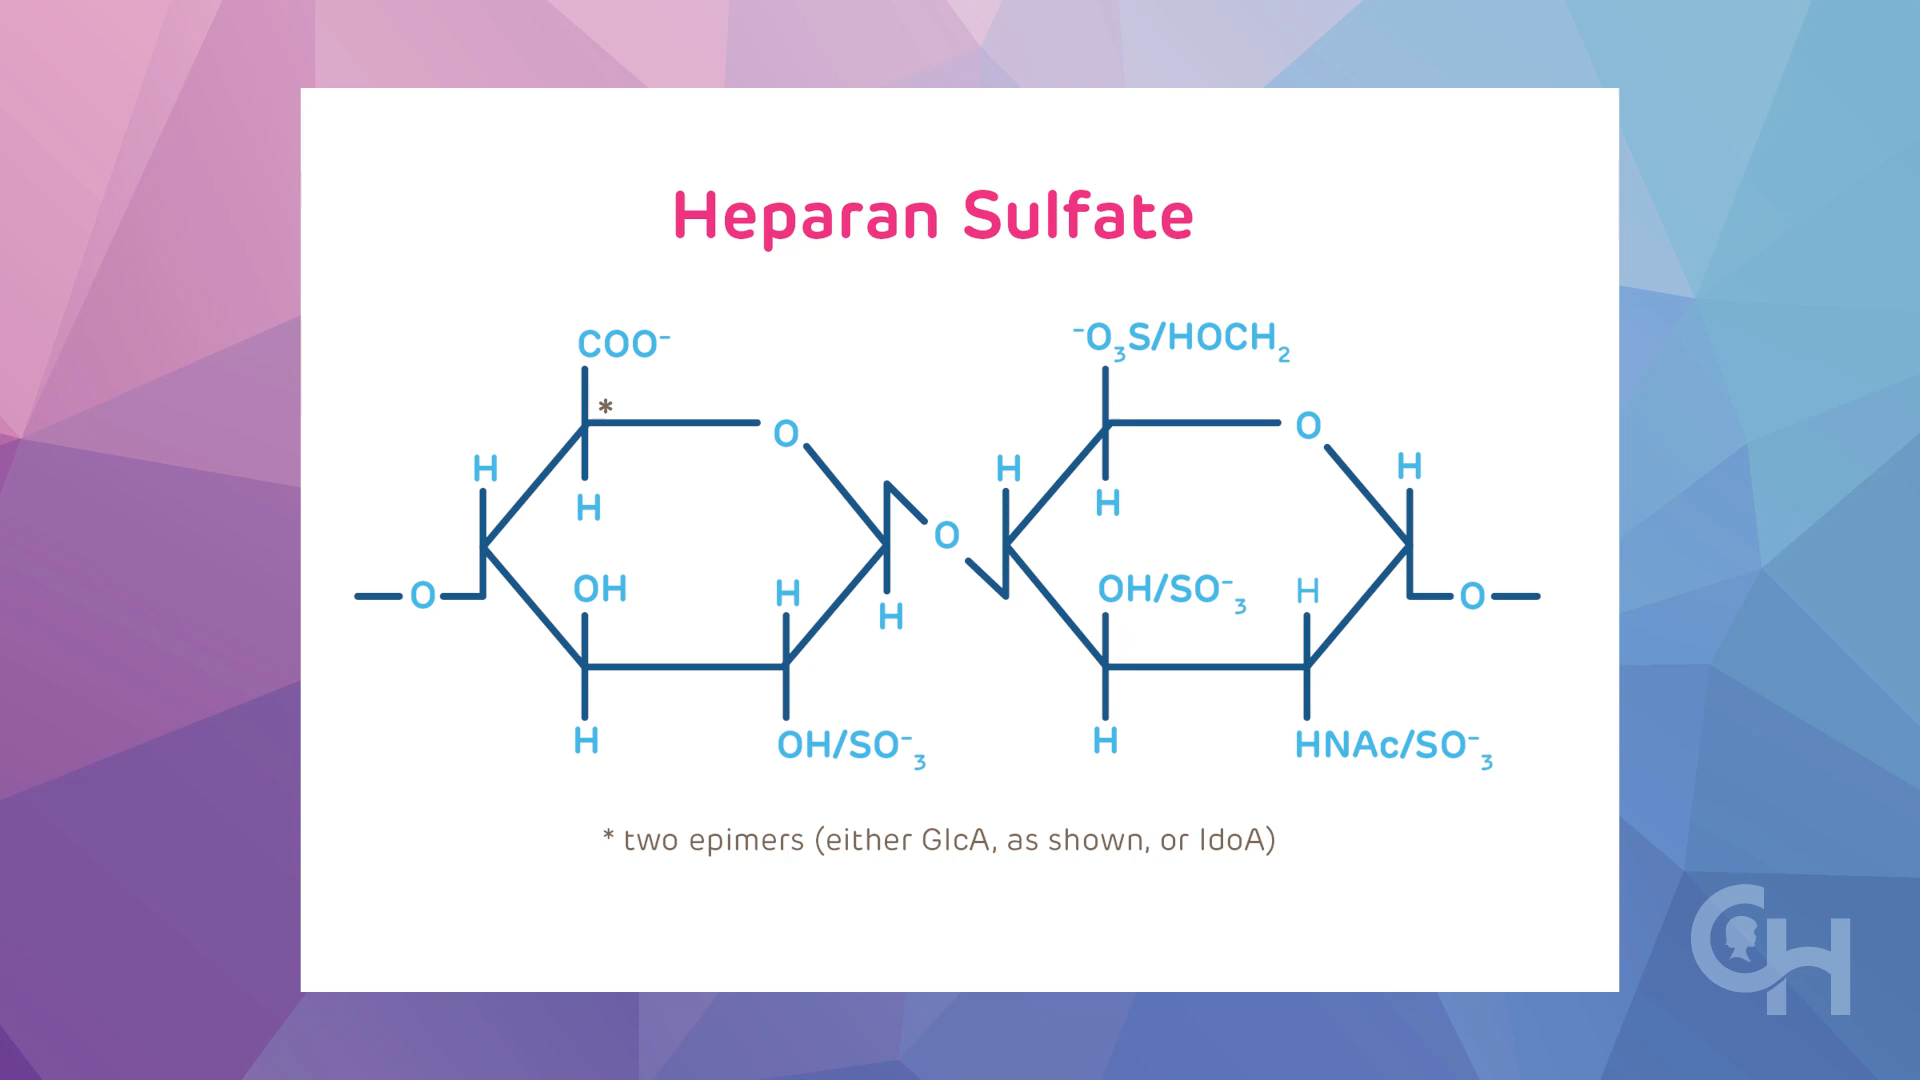 Heparan Sulfate
COO⁻
⁻O₃S/HOCH₂
*
O
O
H
H
H
H
H
H
O
OH
H
OH/SO⁻₃
H
O
H
O
H
OH/SO⁻₃
H
HNAc/SO⁻₃
* two epimers (either GlcA, as shown, or IdoA)
CH